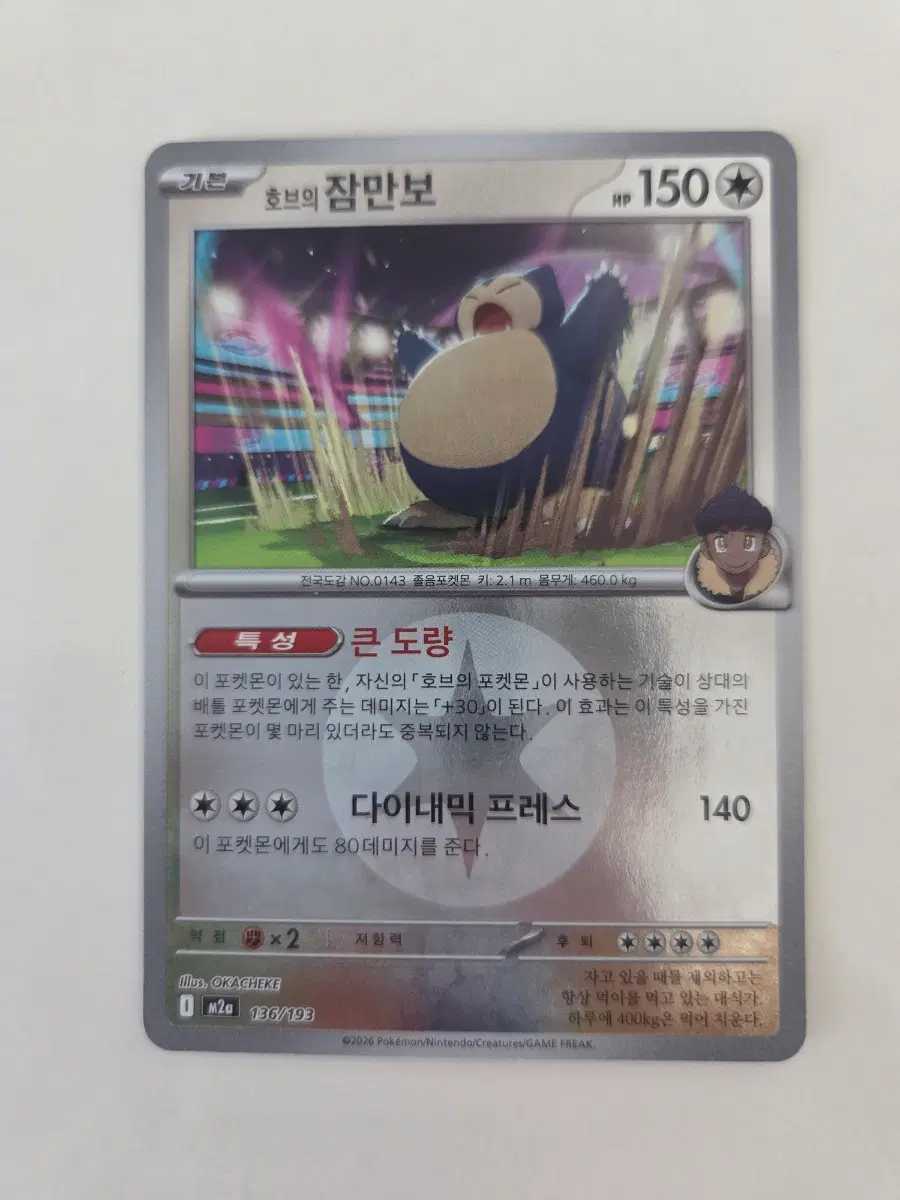 기본 호브의 잠만보 HP 150
전국도감 NO.0143 졸음포켓몬 키: 2.1 m 몸무게: 460.0 kg
특성 큰 도량
이 포켓몬이 있는 한, 자신의 「호브의 포켓몬」이 사용하는 기술이 상대의
배틀 포켓몬에게 주는 데미지는 「+30」이 된다. 이 효과는 이 특성을 가진
포켓몬이 몇 마리 있더라도 중복되지 않는다.
다이내믹 프레스 140
이 포켓몬에게도 80데미지를 준다.
약점 ×2 저항력 후퇴
자고 있을 때를 제외하고는
항상 먹이를 먹고 있는 대식가.
하루에 400kg은 먹어 치운다.
Illus. OKACHEKE
I M2a 136/193
©2026 Pokémon/Nintendo/Creatures/GAME FREAK.